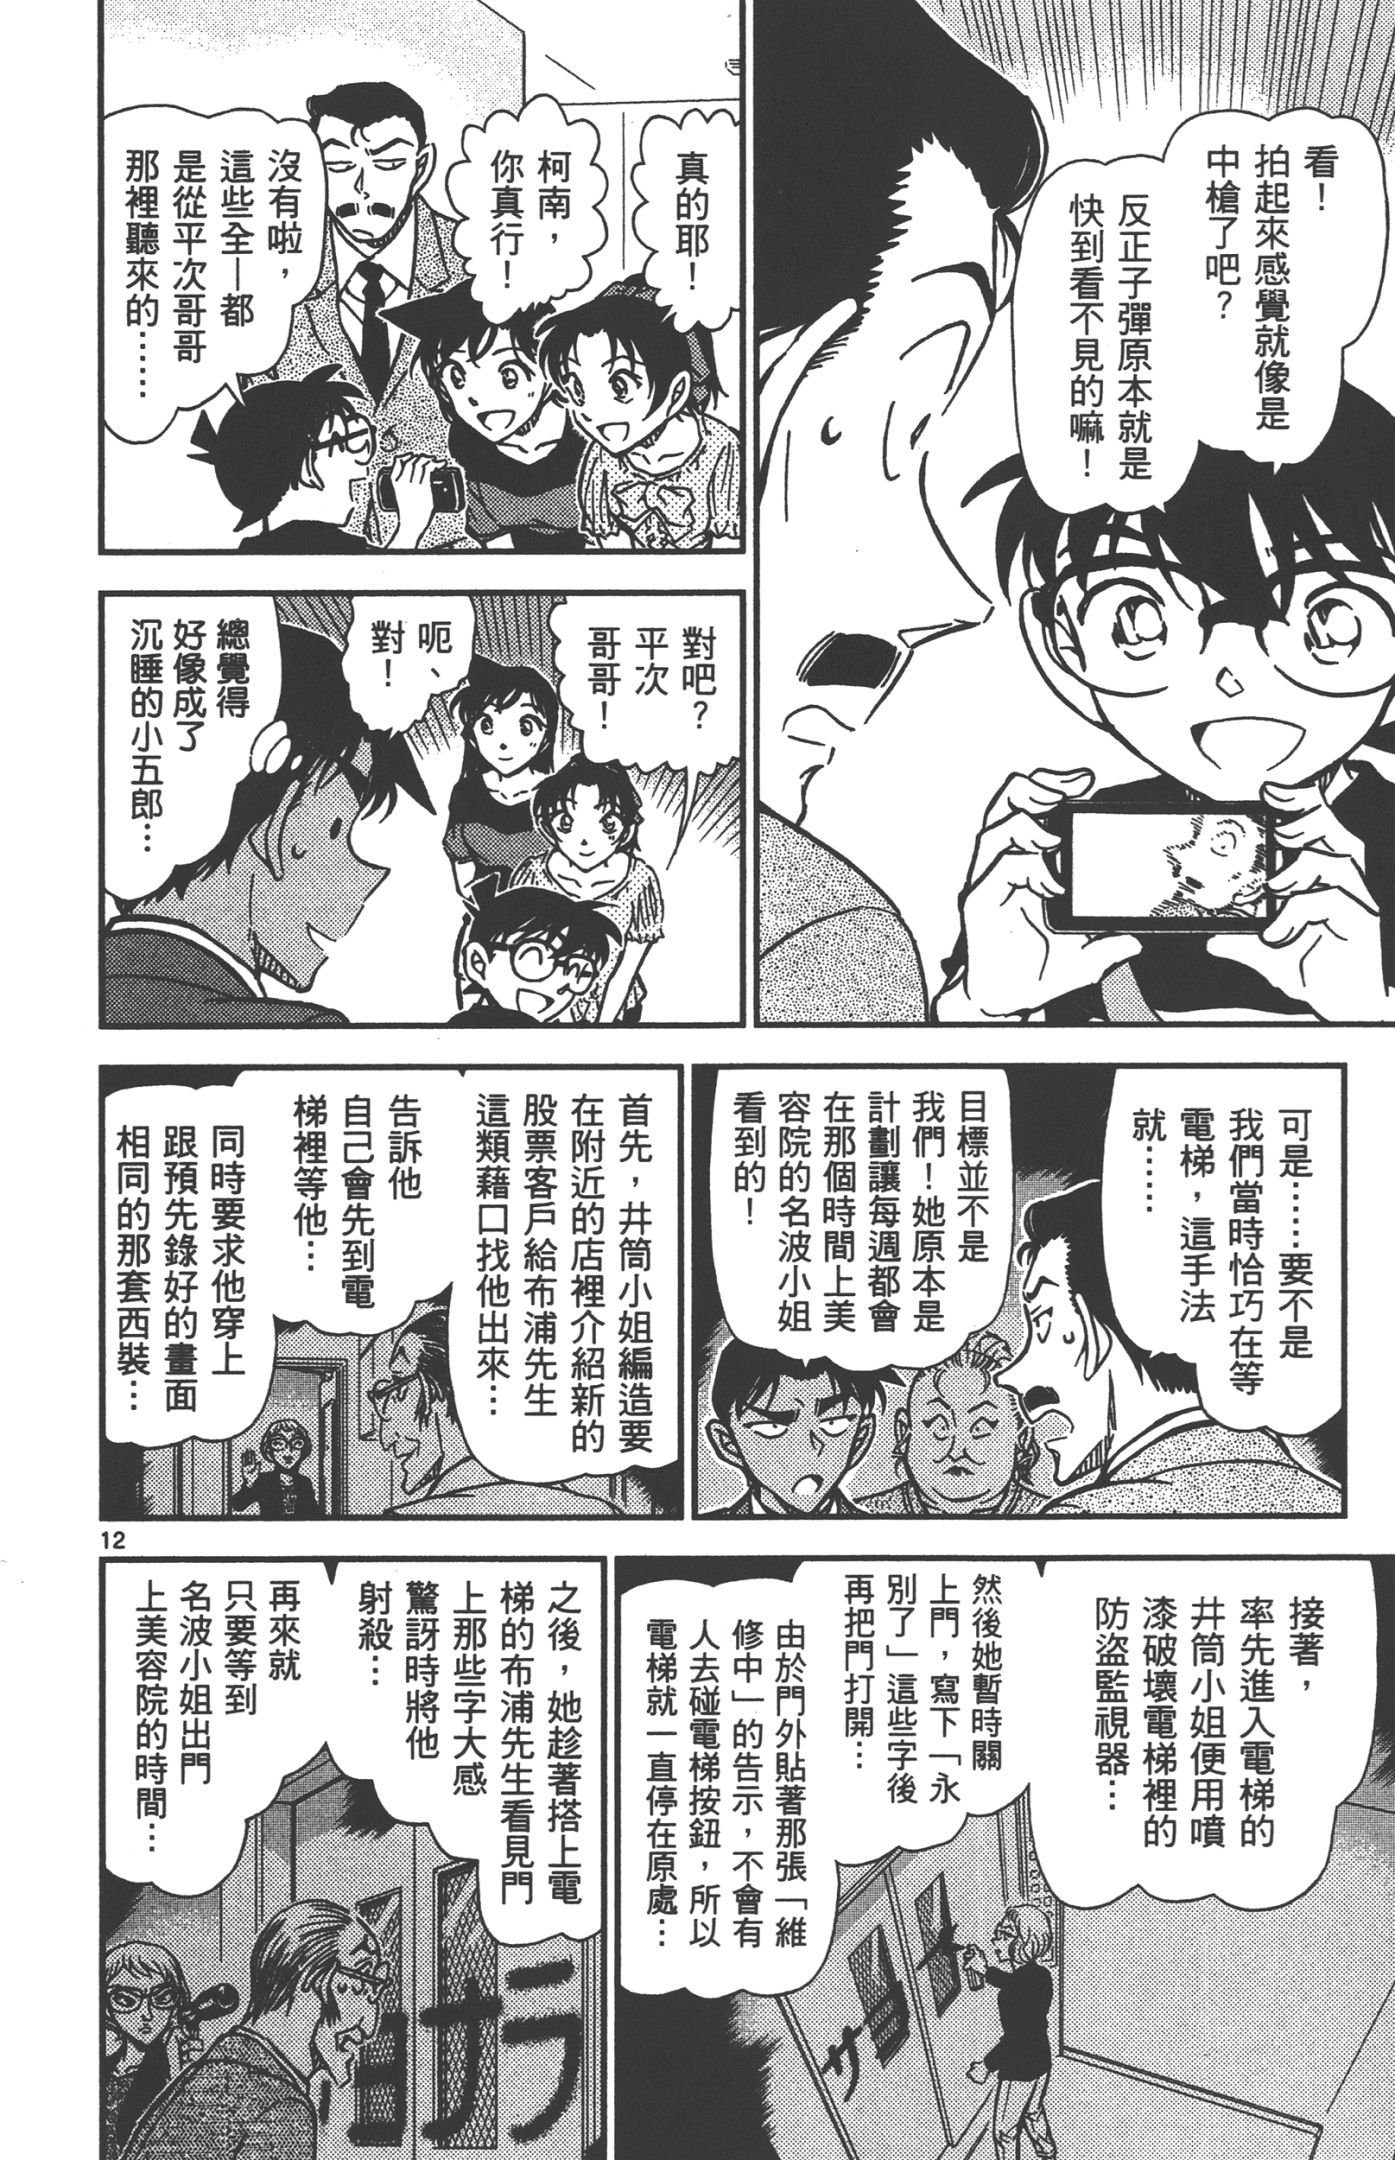 看！
拍起來感覺就像是
中槍了吧？
反正子彈原本就是
快到看不見的嘛！
真的耶！
柯南，
你真行！
沒有啦，
這些全—都
是從平次哥哥
那裡聽來的……
對吧？
平次
哥哥！
呃、
對！
總覺得
好像成了
沉睡的小五郎…
可是……要不是
我們當時恰巧在等
電梯，這手法
就……
目標並不是
我們！她原本是
計劃讓每週都會
在那個時間上美
容院的名波小姐
看到的！
首先，井筒小姐編造要
在附近的店裡介紹新的
股票客戶給布浦先生
這類藉口找他出來…
告訴他
自己會先到電
梯裡等他…
同時要求他穿上
跟預先錄好的畫面
相同的那套西裝…
12
接著，
率先進入電梯的
井筒小姐便用噴
漆破壞電梯裡的
防盜監視器…
然後她暫時關
上門，寫下「永
別了」這些字後
再把門打開…
由於門外貼著那張「維
修中」的告示，不會有
人去碰電梯按鈕，所以
電梯就一直停在原處…
サ
之後，她趁著搭上電
梯的布浦先生看見門
上那些字大感
驚訝時將他
射殺…
再來就
只要等到
名波小姐出門
上美容院的時間…
ヨナラ